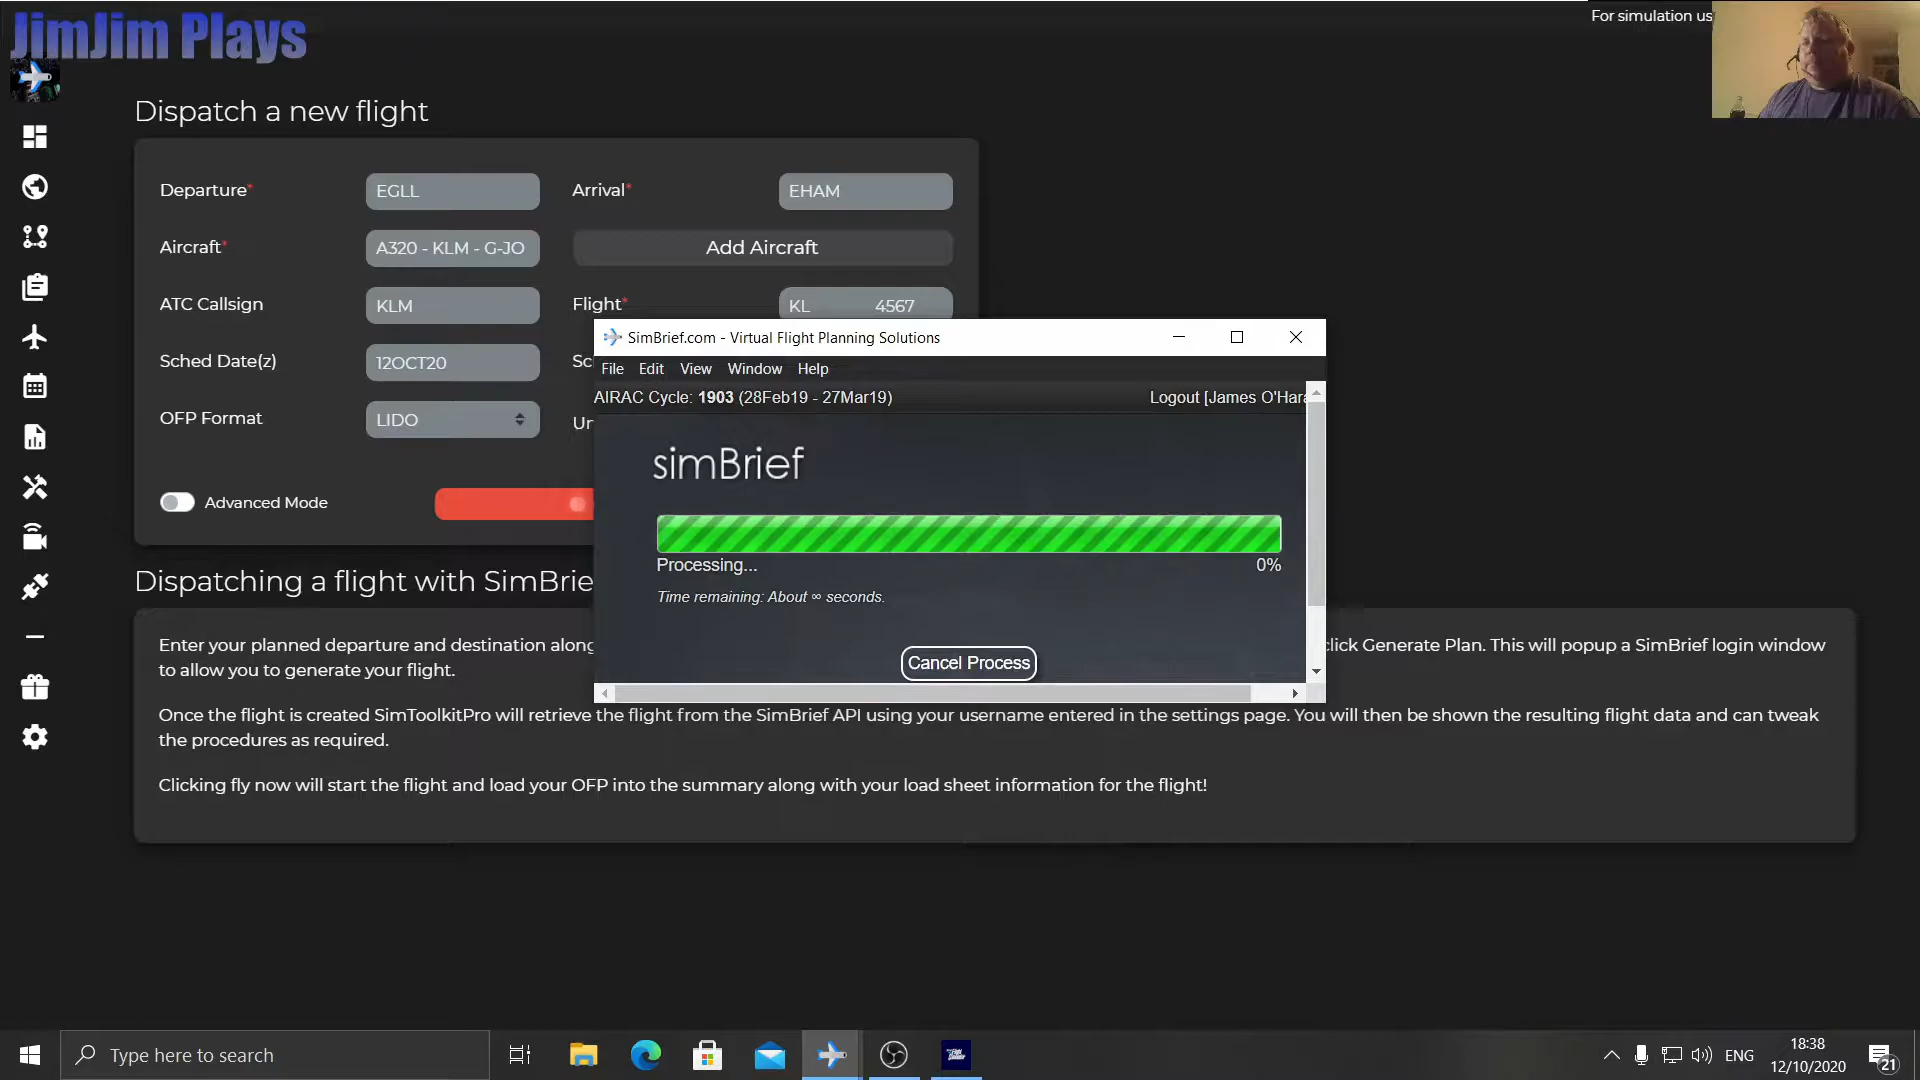 JimJim Plays
For simulation us
Dispatch a new flight
Departure* EGLL Arrival* EHAM
Aircraft* A320 - KLM - G-JO Add Aircraft
ATC Callsign KLM Flight* KL 4567
Sched Date(z) 12OCT20 Sc
OFP Format LIDO Un
Advanced Mode
SimBrief.com - Virtual Flight Planning Solutions
File Edit View Window Help
AIRAC Cycle: 1903 (28Feb19 - 27Mar19) Logout [James O'Hara
simBrief
Processing... 0%
Time remaining: About ∞ seconds.
Cancel Process
Dispatching a flight with SimBrie
Enter your planned departure and destination along click Generate Plan. This will popup a SimBrief login window
to allow you to generate your flight.
Once the flight is created SimToolkitPro will retrieve the flight from the SimBrief API using your username entered in the settings page. You will then be shown the resulting flight data and can tweak
the procedures as required.
Clicking fly now will start the flight and load your OFP into the summary along with your load sheet information for the flight!
Type here to search
ENG
18:38
12/10/2020
21